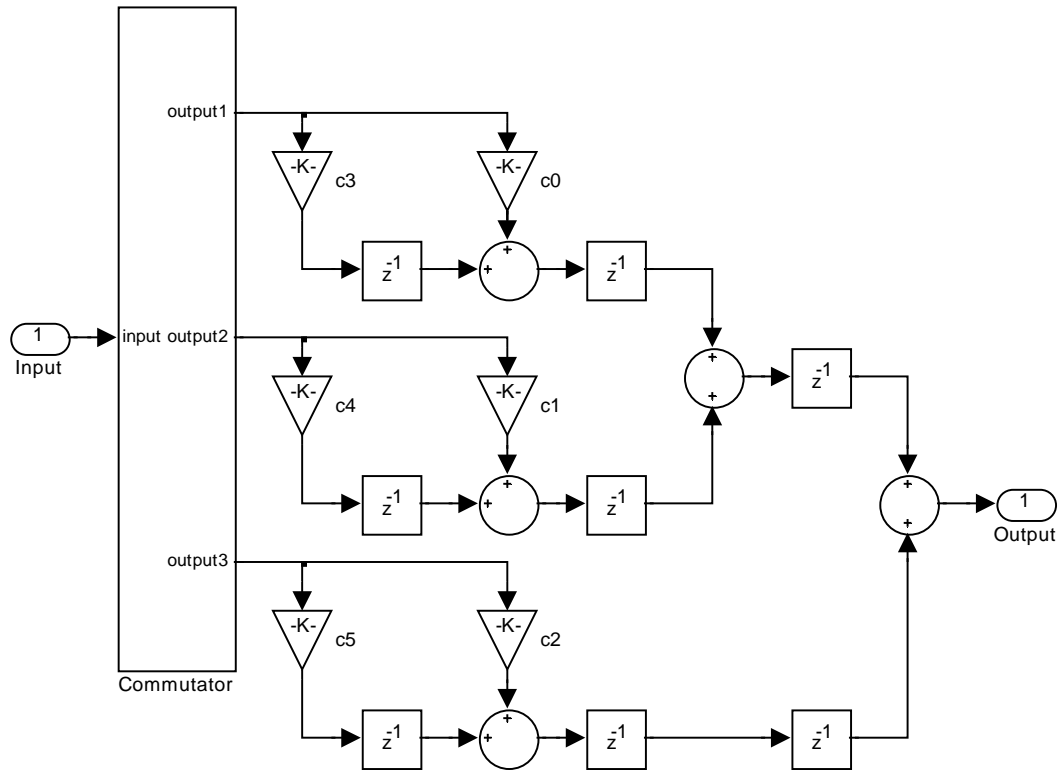 output1
-K-
c3
-K-
c0
+
+
z-1
z-1
1
Input
input output2
-K-
c4
-K-
c1
+
+
z-1
+
+
z-1
z-1
+
+
1
Output
output3
-K-
c5
-K-
c2
Commutator
+
+
z-1
z-1
z-1